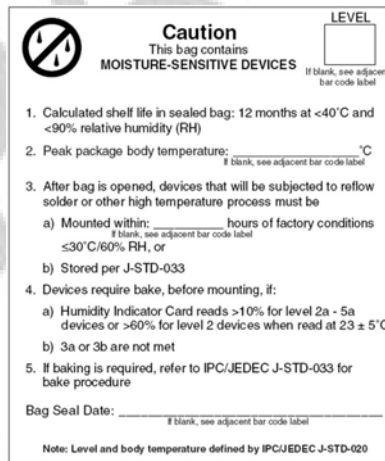 LEVEL
Caution
This bag contains
MOISTURE-SENSITIVE DEVICES
If blank, see adjacent
bar code label
1. Calculated shelf life in sealed bag: 12 months at <40˚C and
<90% relative humidity (RH)
2. Peak package body temperature: ____________________˚C
If blank, see adjacent bar code label
3. After bag is opened, devices that will be subjected to reflow
solder or other high temperature process must be
a) Mounted within: ___________ hours of factory conditions
If blank, see adjacent bar code label
≤30˚C/60% RH, or
b) Stored per J-STD-033
4. Devices require bake, before mounting, if:
a) Humidity Indicator Card reads >10% for level 2a - 5a
devices or >60% for level 2 devices when read at 23 ± 5˚C
b) 3a or 3b are not met
5. If baking is required, refer to IPC/JEDEC J-STD-033 for
bake procedure
Bag Seal Date: ____________________________________
If blank, see adjacent bar code label
Note: Level and body temperature defined by IPC/JEDEC J-STD-020